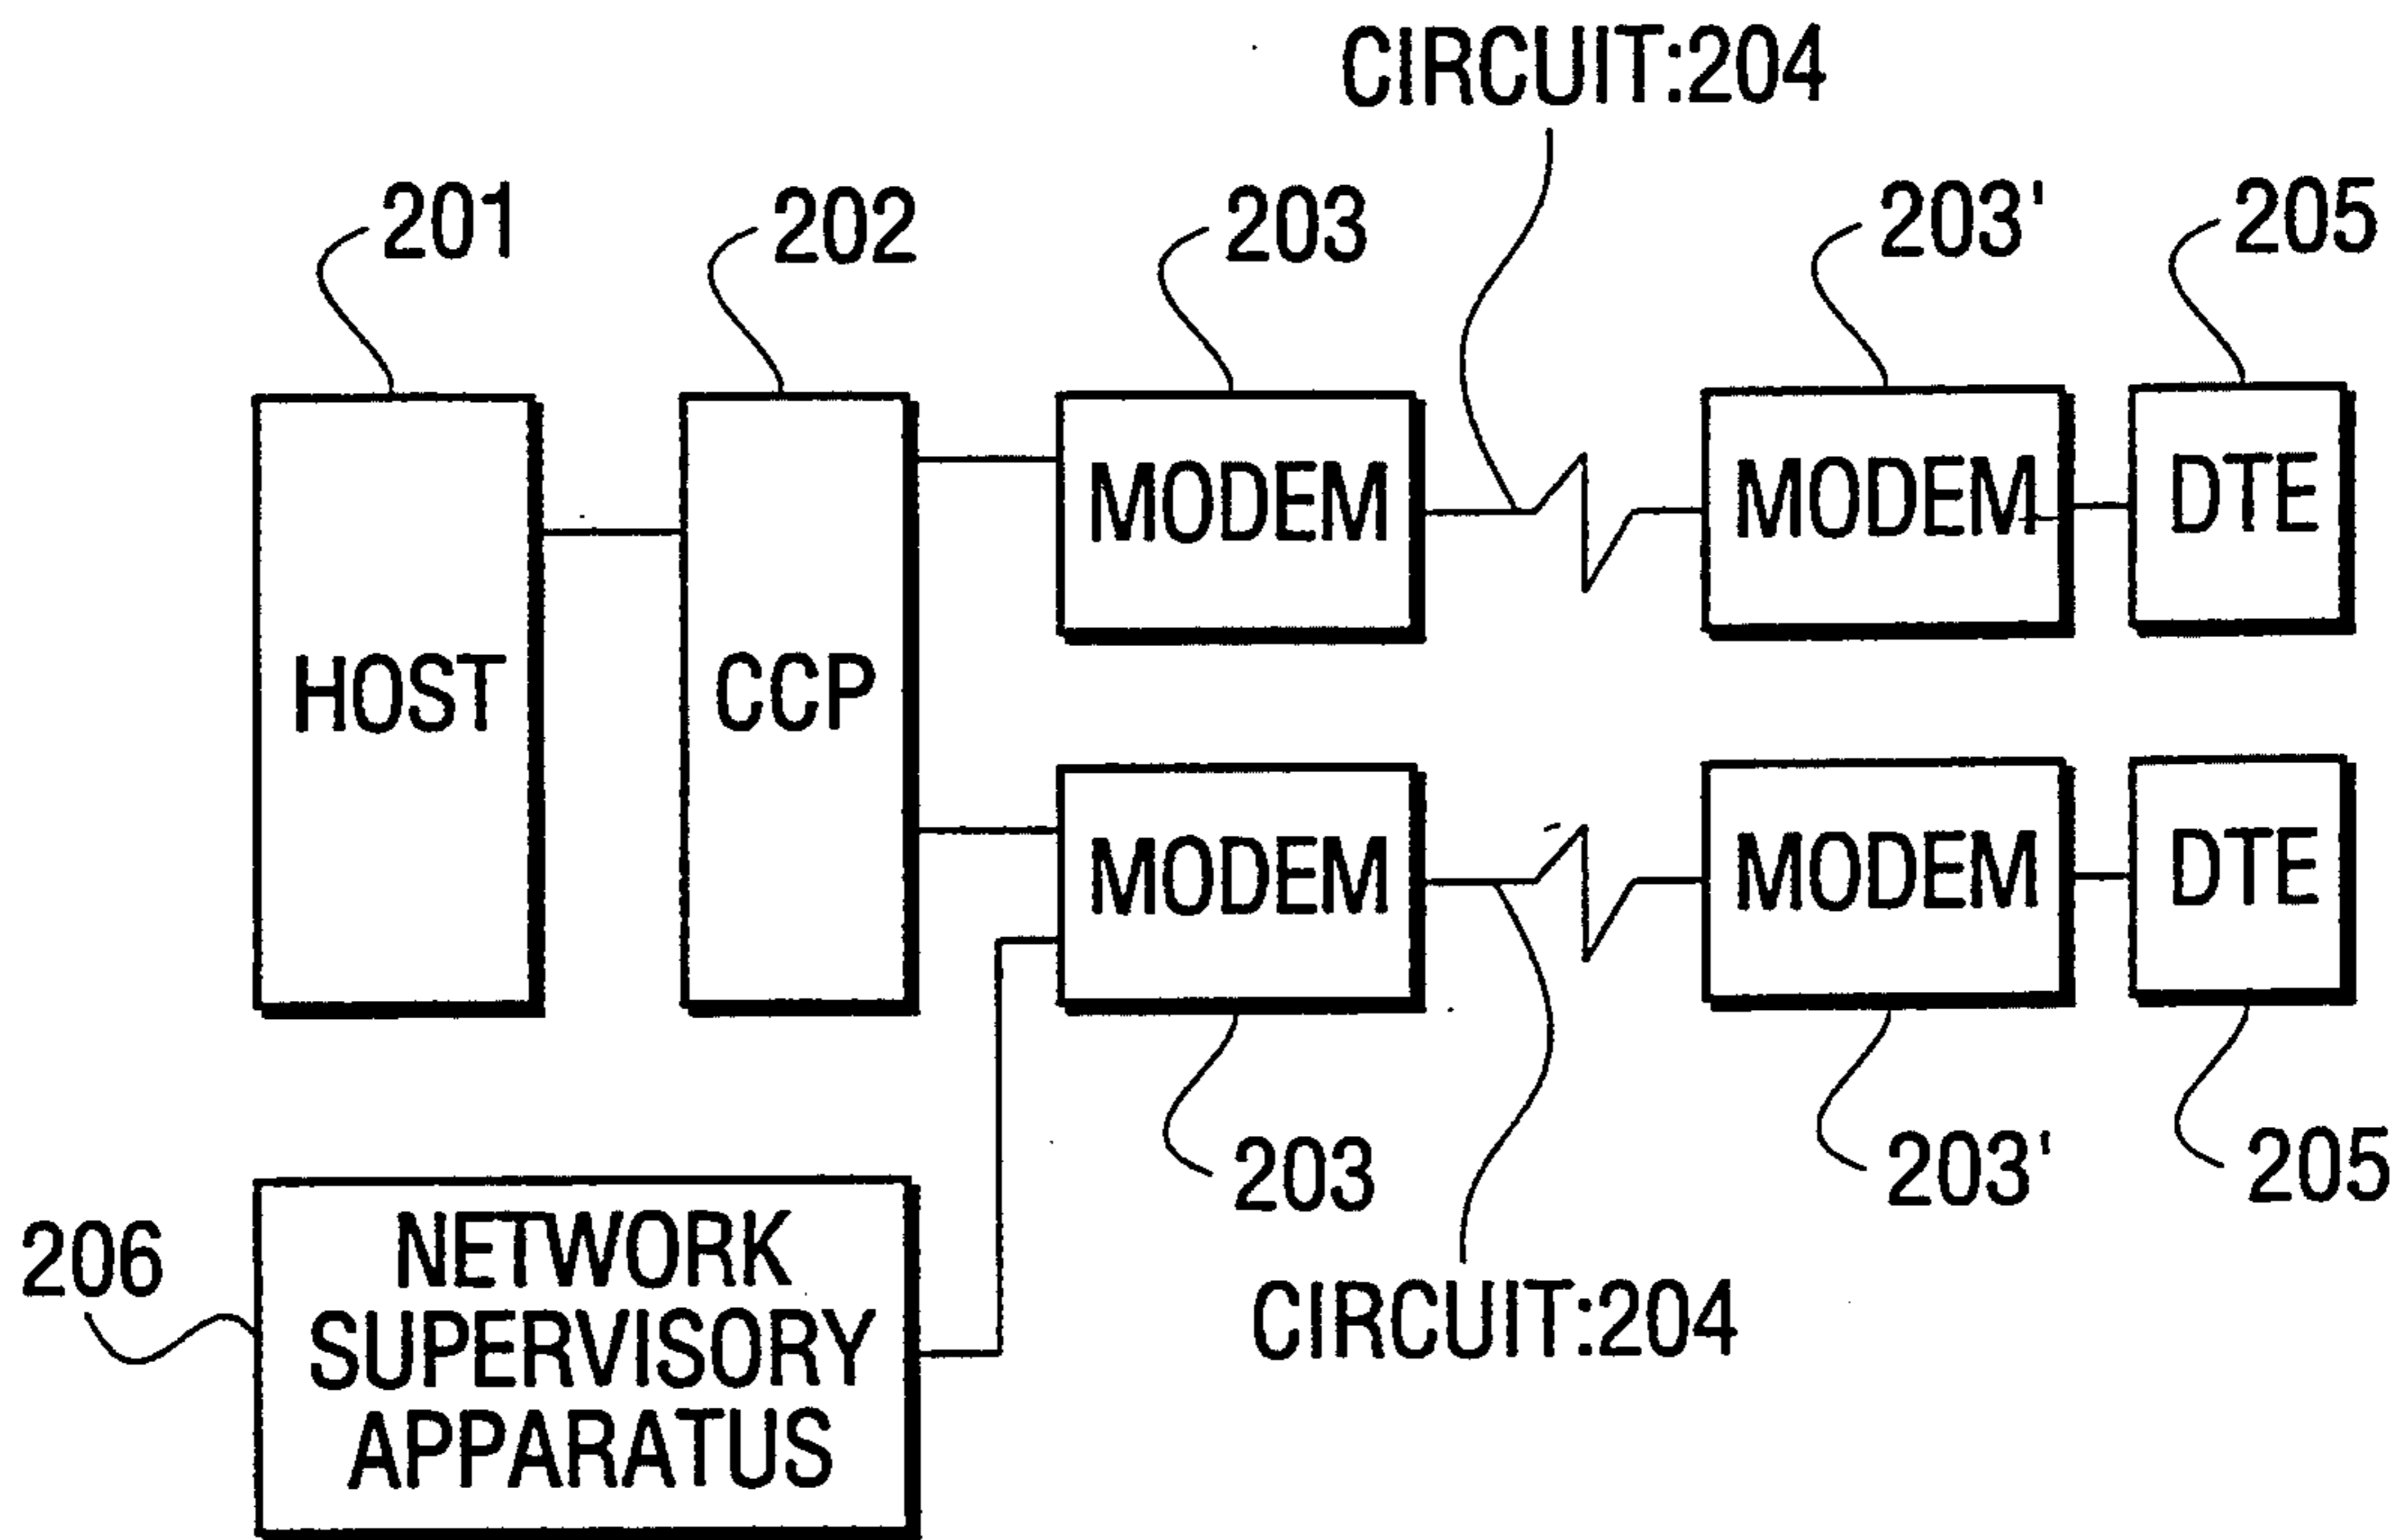 CIRCUIT:204
201
202
203
203'
205
HOST
CCP
MODEM
MODEM
DTE
MODEM
MODEM
DTE
203
203'
205
206
NETWORK
SUPERVISORY
APPARATUS
CIRCUIT:204